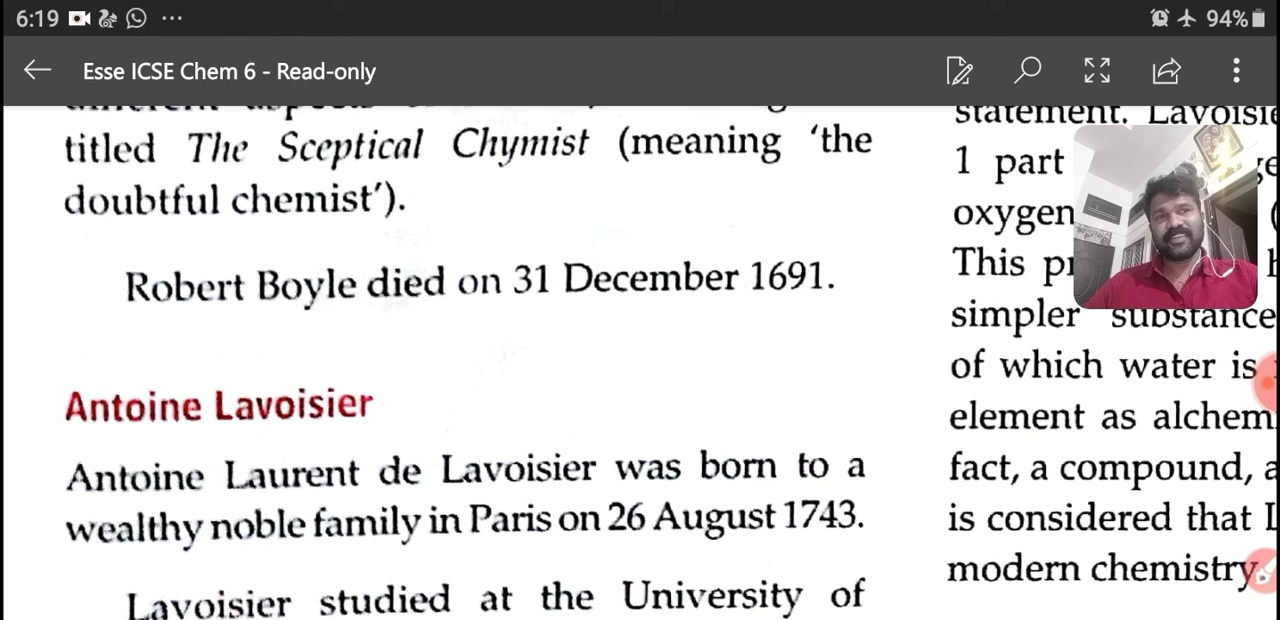 6:19
94%
Esse ICSE Chem 6 - Read-only
titled The Sceptical Chymist (meaning ‘the
doubtful chemist’).
Robert Boyle died on 31 December 1691.
Antoine Lavoisier
Antoine Laurent de Lavoisier was born to a
wealthy noble family in Paris on 26 August 1743.
Lavoisier studied at the University of
statement.
1 part
oxygen
This
simpler substance
of which water is
element as
fact, a compound,
is considered that
modern chemistry